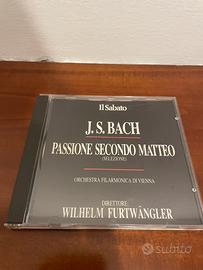 Il Sabato
J. S. BACH
PASSIONE SECONDO MATTEO
(SELEZIONE)
ORCHESTRA FILARMONICA DI VIENNA
DIRETTORE:
WILHELM FURTWÄNGLER
subito